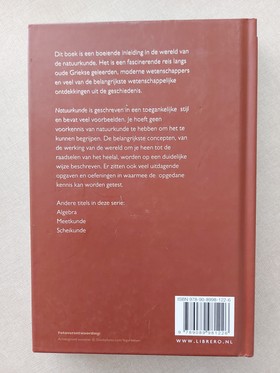 Dit boek is een boeiende inleiding in de wereld van
de natuurkunde. Het is een fascinerende reis langs
oude Griekse geleerden, moderne wetenschappers
en veel van de belangrijkste wetenschappelijke
ontdekkingen uit de geschiedenis.
Natuurkunde is geschreven in een toegankelijke stijl
en bevat veel voorbeelden. Je hoeft geen
voorkennis van natuurkunde te hebben om het te
kunnen begrijpen. De belangrijkste concepten, van
de werking van de wereld om je heen tot de
raadselen van het heelal, worden op een duidelijke
wijze beschreven. Er zitten ook veel uitdagende
opgaven en oefeningen in waarmee de opgedane
kennis kan worden getest.
Andere titels in deze serie:
Algebra
Meetkunde
Scheikunde
WWW.LIBRERO.NL